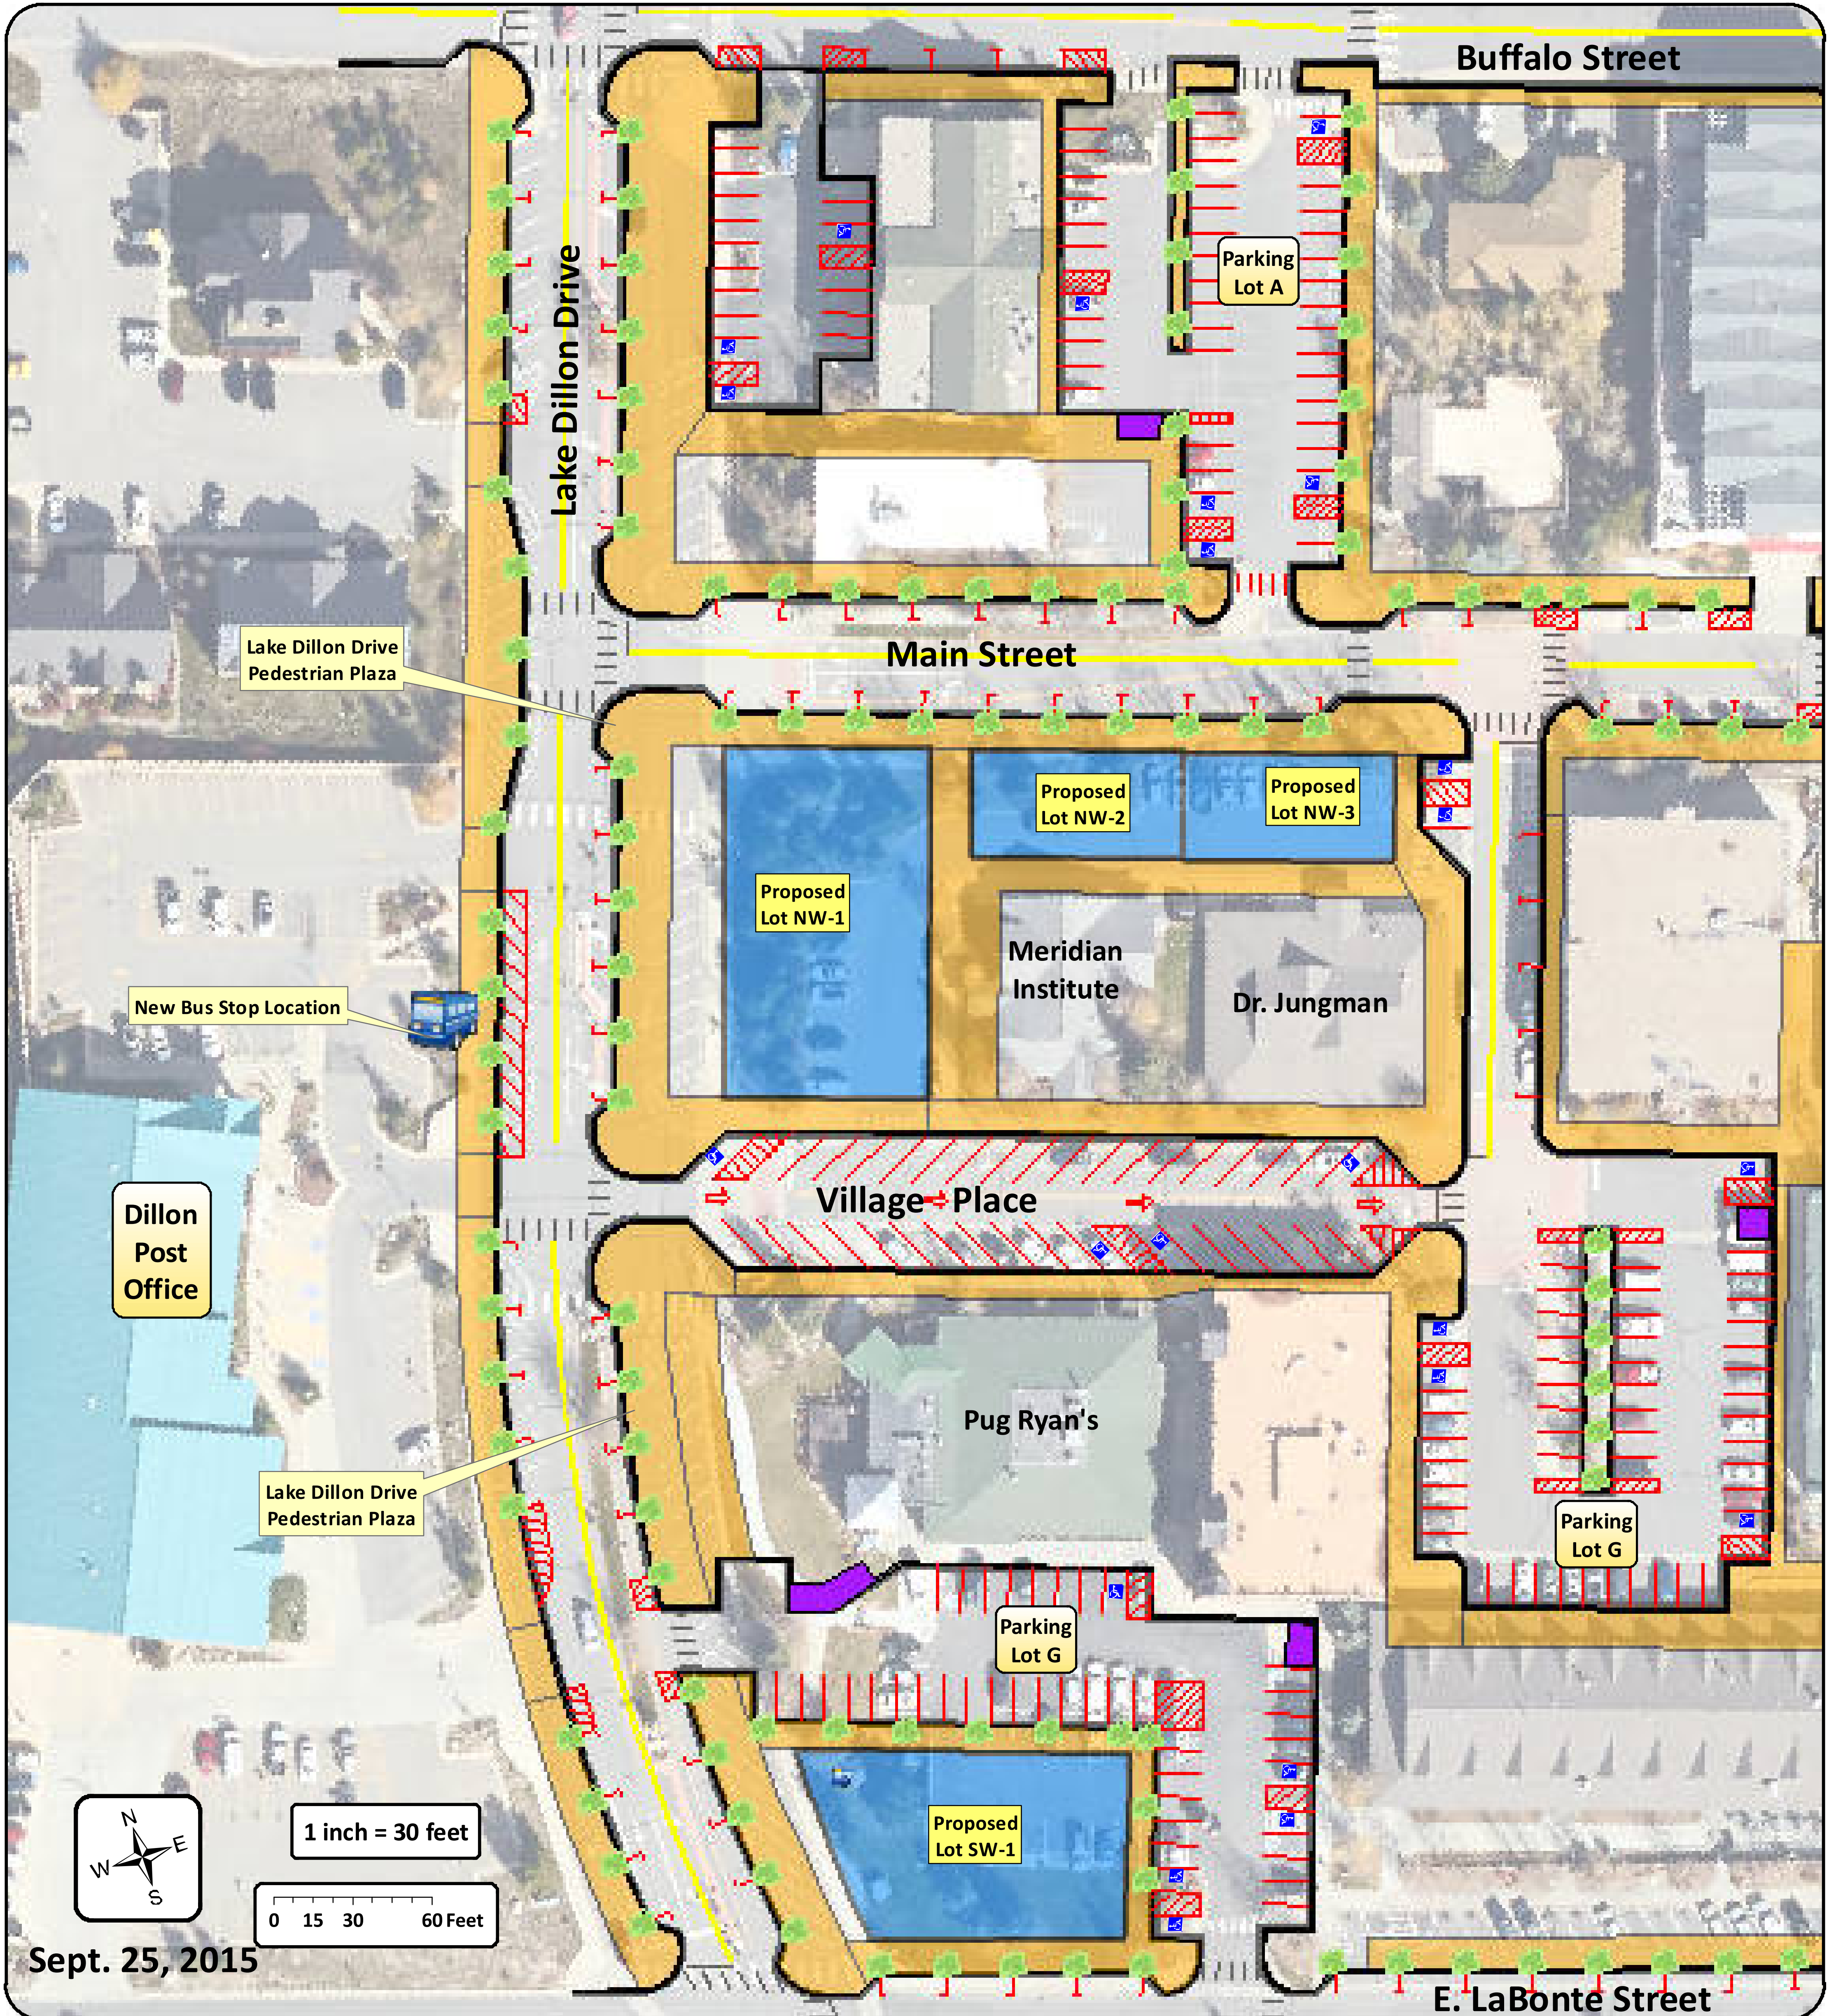 Buffalo Street
Lake Dillon Drive
Parking
Lot A
Lake Dillon Drive
Pedestrian Plaza
Main Street
Proposed
Lot NW-2
Proposed
Lot NW-3
Proposed
Lot NW-1
Meridian
Institute
Dr. Jungman
New Bus Stop Location
Village Place
Dillon
Post
Office
Pug Ryan's
Lake Dillon Drive
Pedestrian Plaza
Parking
Lot G
Parking
Lot G
Proposed
Lot SW-1
N
E
W
S
1 inch = 30 feet
0 15 30 60 Feet
Sept. 25, 2015
E. LaBonte Street